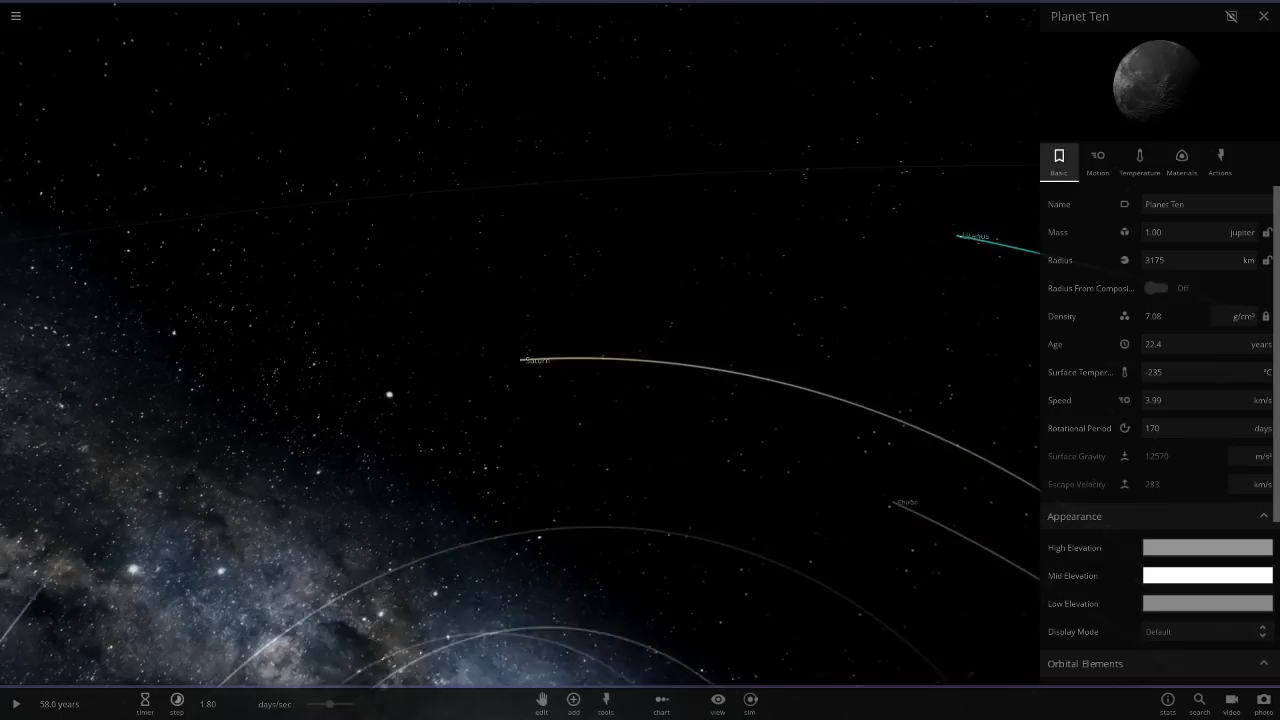 Planet Ten
Basic
Motion
Temperature
Materials
Actions
Name
Planet Ten
Mass
1.00
jupiter
Radius
3175
km
Radius From Composi...
Off
Density
7.08
g/cm³
Age
22.4
years
Surface Temper...
-235
°C
Speed
3.99
km/s
Rotational Period
170
days
Surface Gravity
12570
m/s²
Escape Velocity
283
km/s
Appearance
High Elevation
Mid Elevation
Low Elevation
Display Mode
Default
Orbital Elements
Uranus
Saturn
58.0 years
timer
step
1.80
days/sec
edit
add
tools
chart
view
sim
stats
search
video
photo